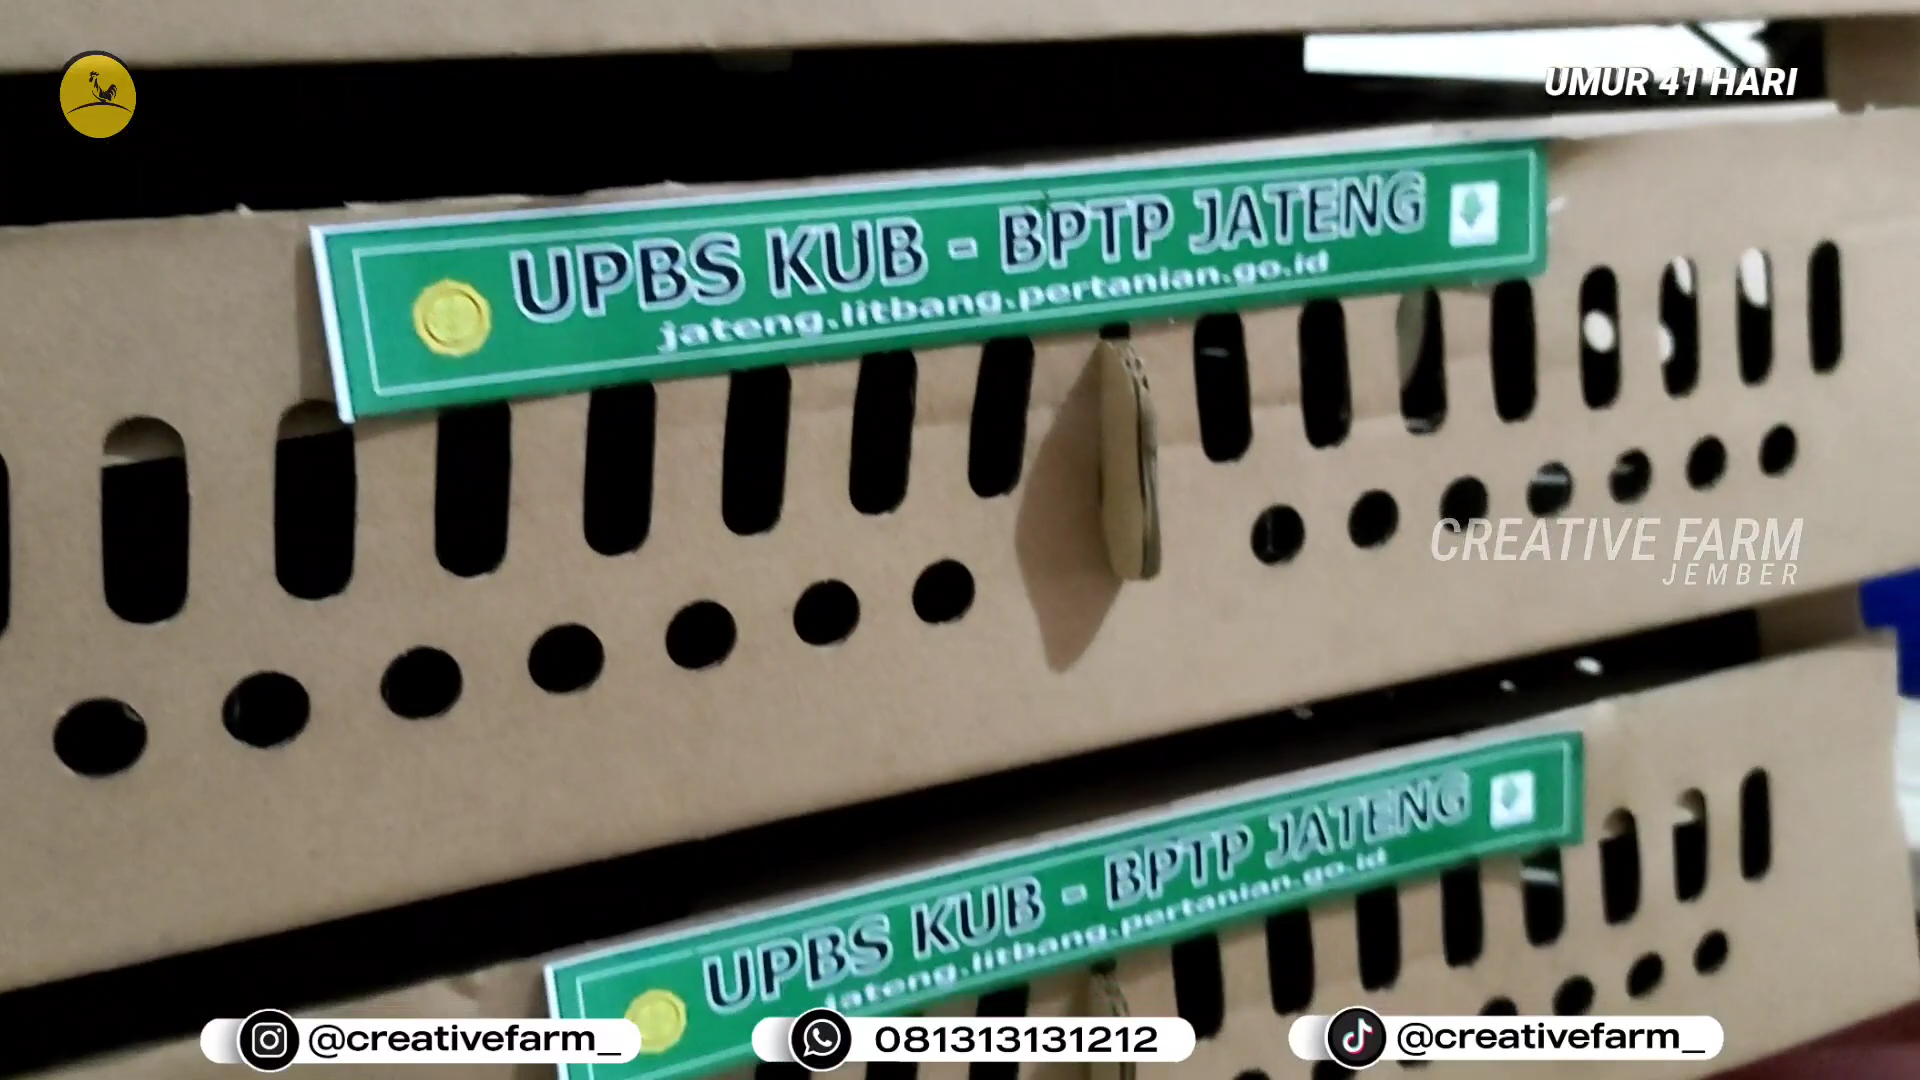 UMUR 41 HARI
UPBS KUB - BPTP JATENG
jateng.litbang.pertanian.go.id
CREATIVE FARM
JEMBER
UPBS KUB - BPTP JATENG
jateng.litbang.pertanian.go.id
@creativefarm_
081313131212
@creativefarm_